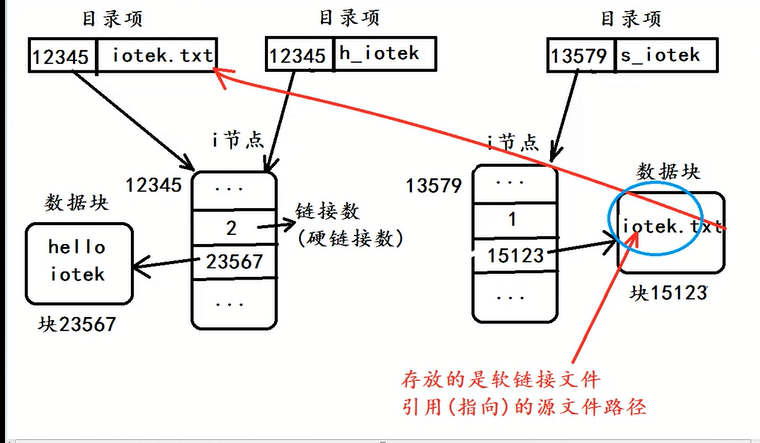 目录项
目录项
目录项
12345 iotek.txt
12345 h_iotek
13579 s_iotek
i节点
i节点
12345
...
2
23567
...
链接数
(硬链接数)
数据块
hello
iotek
块23567
13579
...
1
15123
...
数据块
iotek.txt
块15123
存放的是软链接文件
引用(指向)的源文件路径